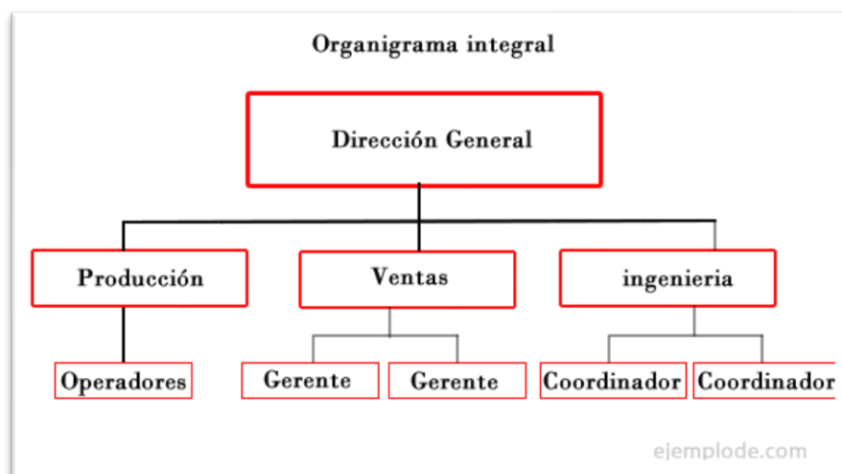 Organigrama integral
Dirección General
Producción
Ventas
ingenieria
Operadores
Gerente
Gerente
Coordinador
Coordinador
ejemplode.com